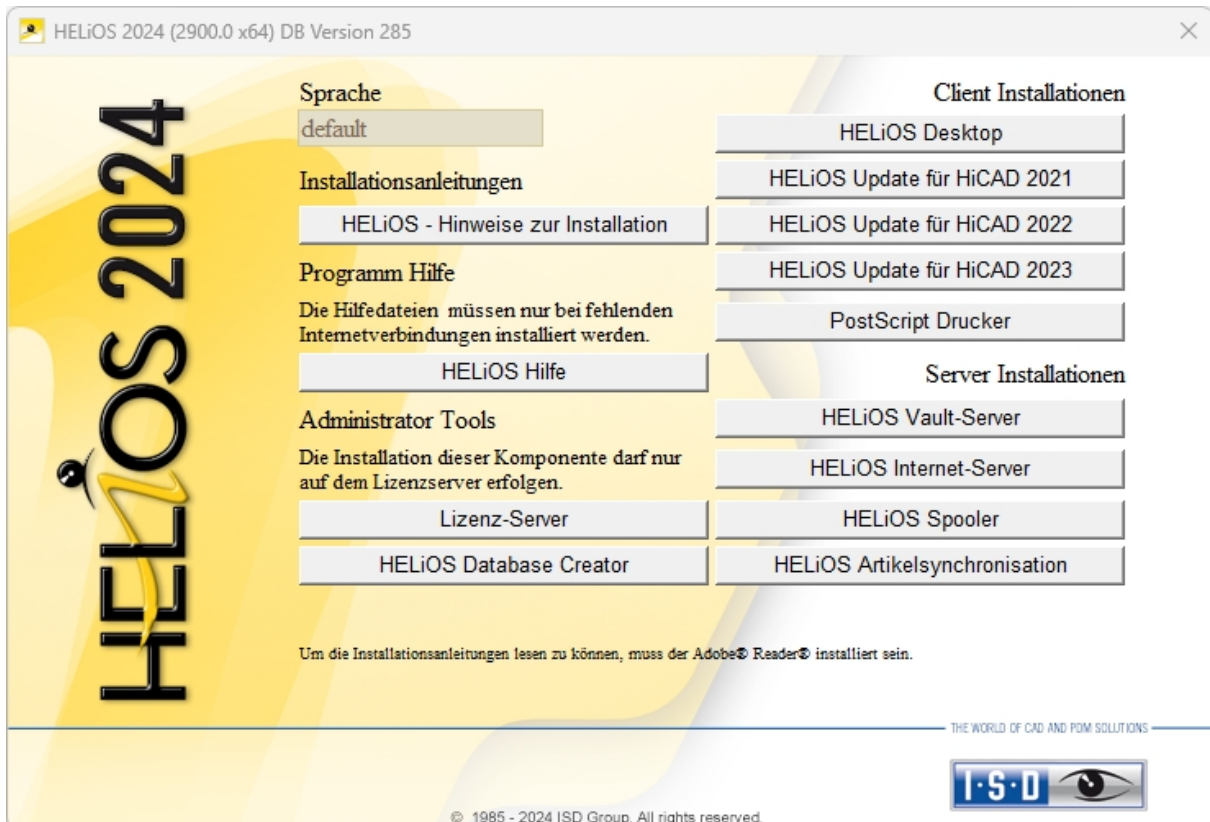 HELiOS 2024 (2900.0 x64) DB Version 285
HELiOS 2024
Sprache
default
Installationsanleitungen
HELiOS - Hinweise zur Installation
Programm Hilfe
Die Hilfedateien müssen nur bei fehlenden
Internetverbindungen installiert werden.
HELiOS Hilfe
Administrator Tools
Die Installation dieser Komponente darf nur
auf dem Lizenzserver erfolgen.
Lizenz-Server
HELiOS Database Creator
Client Installationen
HELiOS Desktop
HELiOS Update für HiCAD 2021
HELiOS Update für HiCAD 2022
HELiOS Update für HiCAD 2023
PostScript Drucker
Server Installationen
HELiOS Vault-Server
HELiOS Internet-Server
HELiOS Spooler
HELiOS Artikelsynchronisation
Um die Installationsanleitungen lesen zu können, muss der Adobe® Reader® installiert sein.
THE WORLD OF CAD AND PDM SOLUTIONS
I·S·D
© 1985 - 2024 ISD Group. All rights reserved.